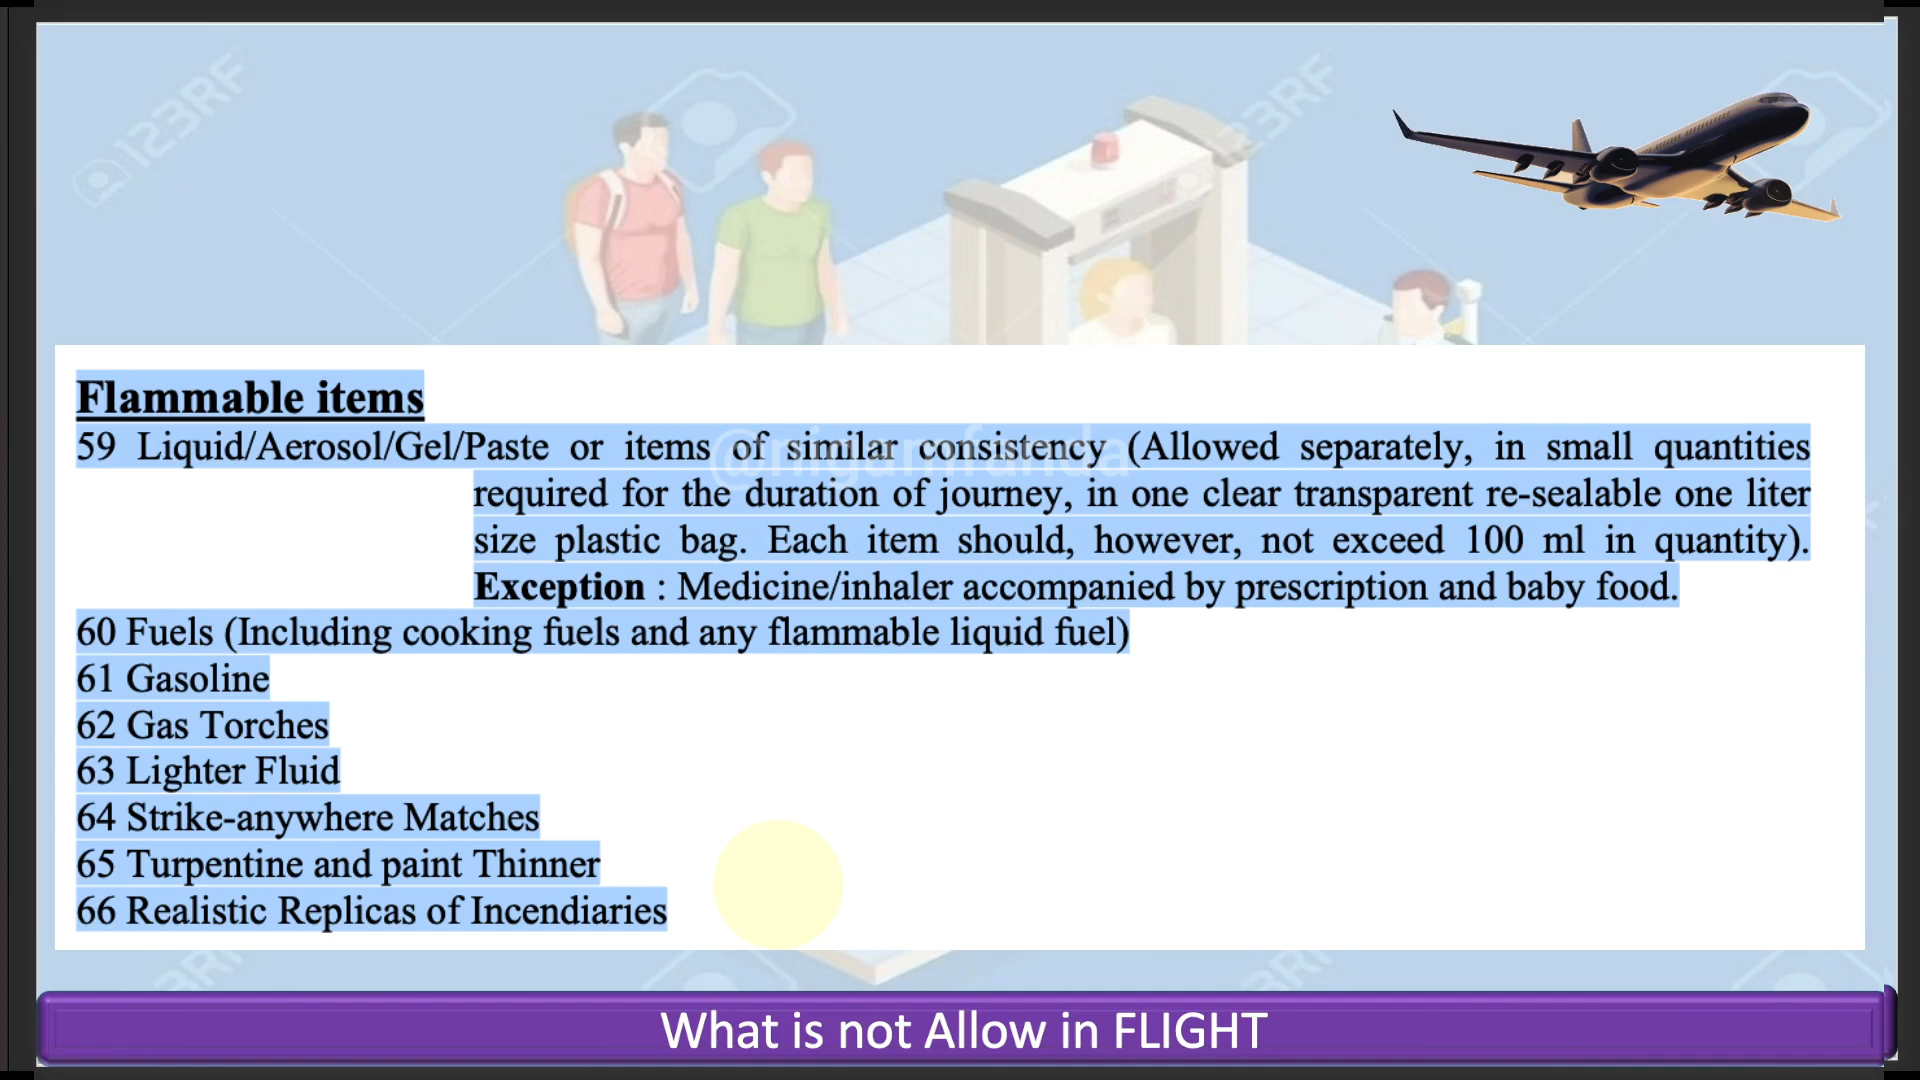 123RF
123RF
Flammable items
59 Liquid/Aerosol/Gel/Paste or items of similar consistency (Allowed separately, in small quantities
required for the duration of journey, in one clear transparent re-sealable one liter
size plastic bag. Each item should, however, not exceed 100 ml in quantity).
Exception : Medicine/inhaler accompanied by prescription and baby food.
60 Fuels (Including cooking fuels and any flammable liquid fuel)
61 Gasoline
62 Gas Torches
63 Lighter Fluid
64 Strike-anywhere Matches
65 Turpentine and paint Thinner
66 Realistic Replicas of Incendiaries
What is not Allow in FLIGHT